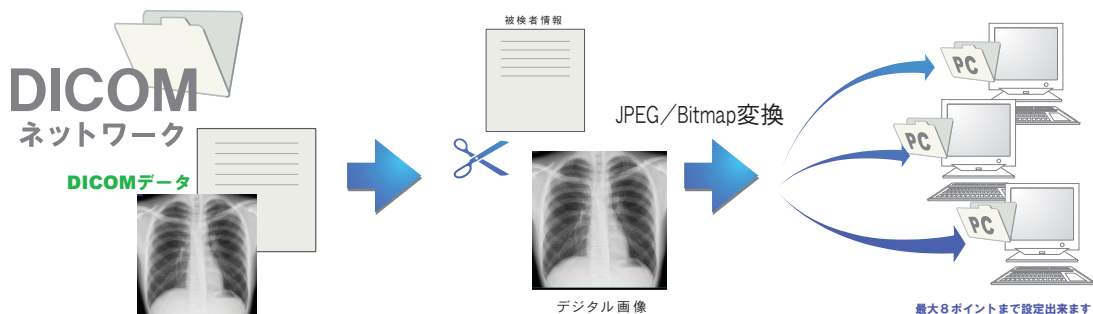 DICOM
ネットワーク
DICOMデータ
被検者情報
デジタル画像
JPEG／Bitmap変換
PC
PC
PC
最大８ポイントまで設定出来ます